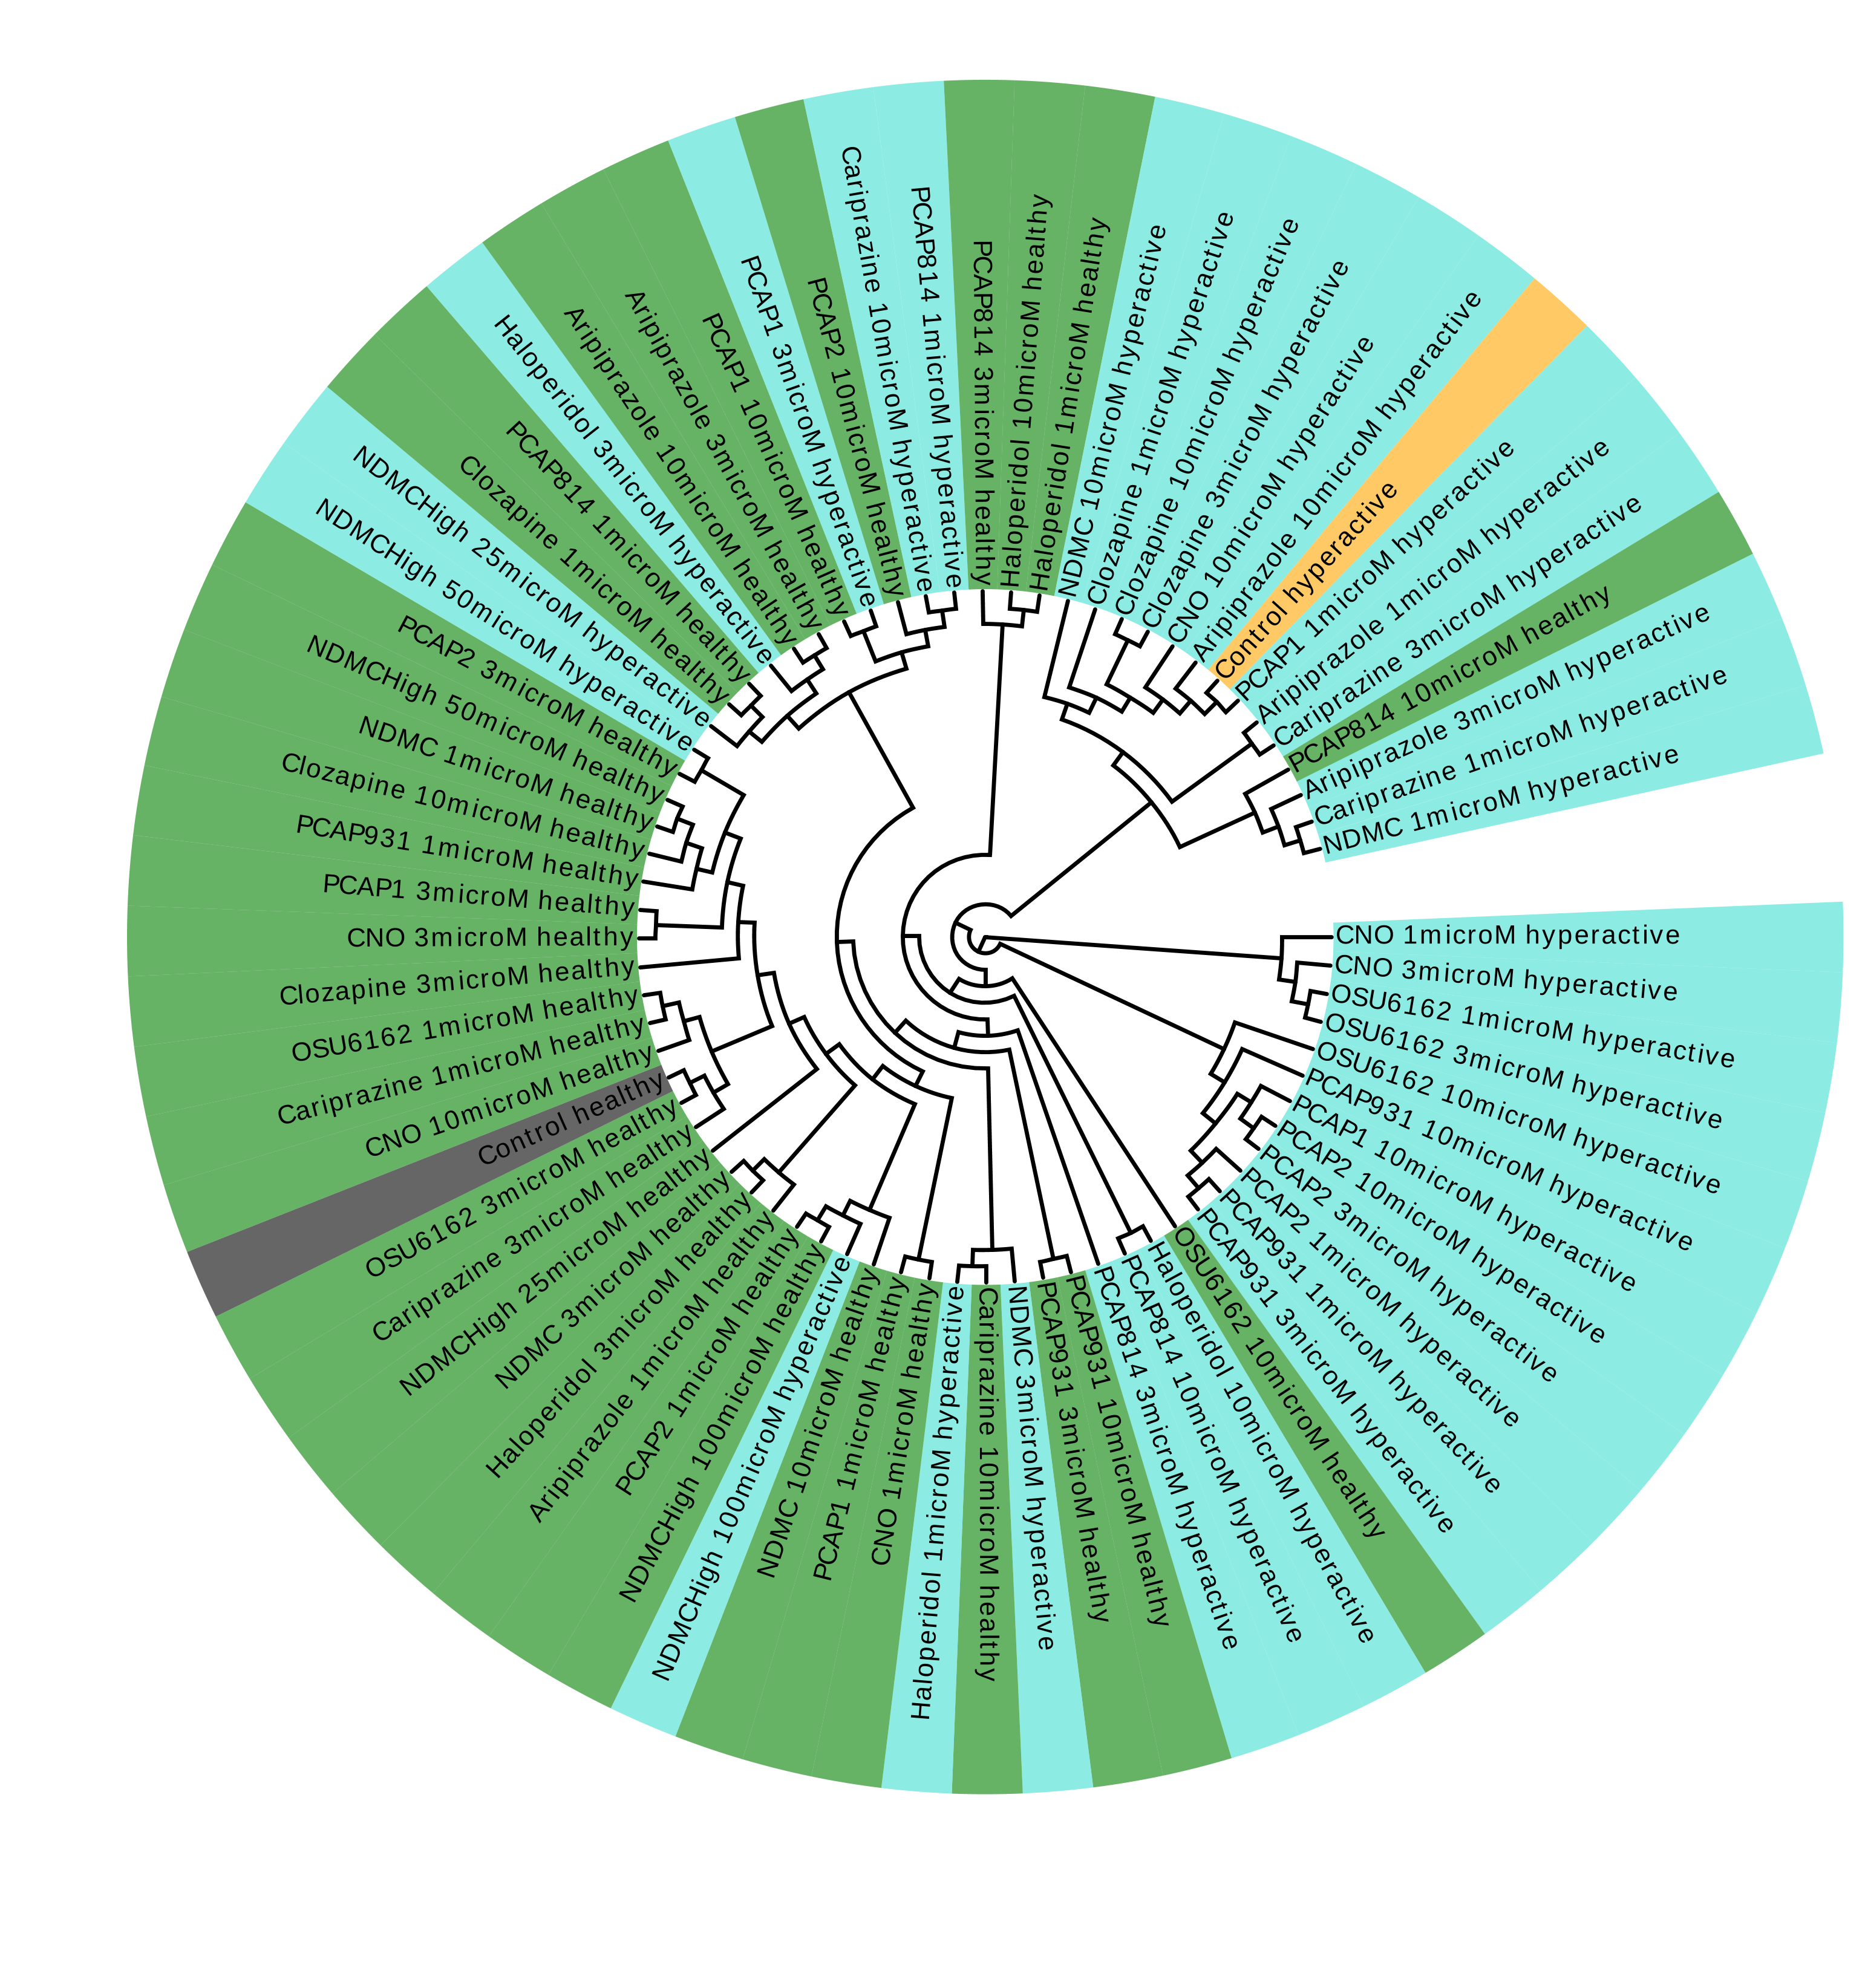 CNO 1microM hyperactive
CNO 3microM hyperactive
OSU6162 1microM hyperactive
OSU6162 3microM hyperactive
OSU6162 10microM hyperactive
PCAP931 10microM hyperactive
PCAP1 10microM hyperactive
PCAP2 10microM hyperactive
PCAP2 3microM hyperactive
PCAP2 1microM hyperactive
PCAP931 1microM hyperactive
PCAP931 3microM hyperactive
OSU6162 10microM healthy
Haloperidol 10microM hyperactive
PCAP814 10microM hyperactive
PCAP814 3microM hyperactive
PCAP931 10microM healthy
PCAP931 3microM healthy
NDMC 3microM hyperactive
Cariprazine 10microM healthy
Haloperidol 1microM hyperactive
CNO 1microM healthy
PCAP1 1microM healthy
NDMC 10microM healthy
NDMCHigh 100microM hyperactive
NDMCHigh 100microM healthy
PCAP2 1microM healthy
Aripiprazole 1microM healthy
Haloperidol 3microM healthy
NDMC 3microM healthy
NDMCHigh 25microM healthy
Cariprazine 3microM healthy
OSU6162 3microM healthy
Control healthy
CNO 10microM healthy
Cariprazine 1microM healthy
OSU6162 1microM healthy
Clozapine 3microM healthy
CNO 3microM healthy
PCAP1 3microM healthy
PCAP931 1microM healthy
Clozapine 10microM healthy
NDMC 1microM healthy
NDMCHigh 50microM healthy
PCAP2 3microM healthy
NDMCHigh 50microM hyperactive
NDMCHigh 25microM hyperactive
Clozapine 1microM healthy
PCAP814 1microM healthy
Haloperidol 3microM hyperactive
Aripiprazole 10microM healthy
Aripiprazole 3microM healthy
PCAP1 10microM healthy
PCAP1 3microM hyperactive
PCAP2 10microM healthy
Cariprazine 10microM hyperactive
PCAP814 1microM hyperactive
PCAP814 3microM healthy
Haloperidol 10microM healthy
Haloperidol 1microM healthy
NDMC 10microM hyperactive
Clozapine 1microM hyperactive
Clozapine 10microM hyperactive
Clozapine 3microM hyperactive
CNO 10microM hyperactive
Aripiprazole 10microM hyperactive
Control hyperactive
PCAP1 1microM hyperactive
Aripiprazole 1microM hyperactive
Cariprazine 3microM hyperactive
PCAP814 10microM healthy
Aripiprazole 3microM hyperactive
Cariprazine 1microM hyperactive
NDMC 1microM hyperactive